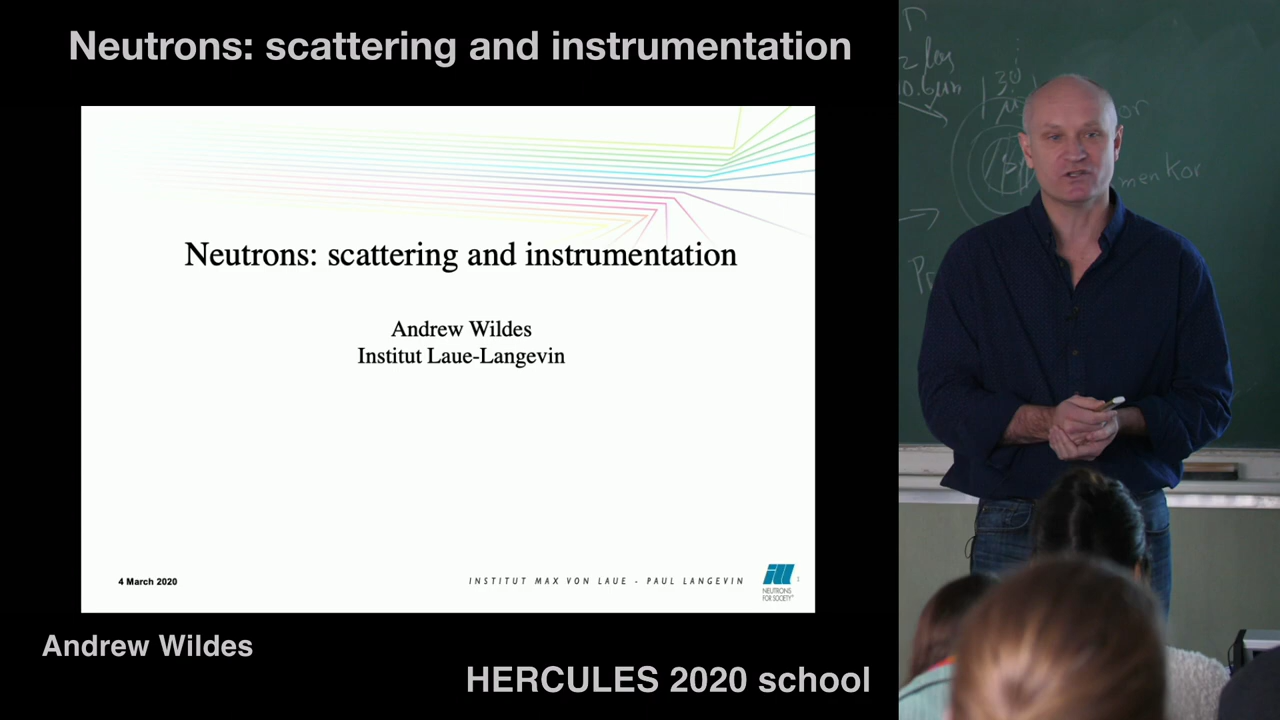 Neutrons: scattering and instrumentation
Neutrons: scattering and instrumentation
Andrew Wildes
Institut Laue-Langevin
4 March 2020
INSTITUT MAX VON LAUE - PAUL LANGEVIN
ill
NEUTRONS
FOR SOCIETY
Andrew Wildes
HERCULES 2020 school